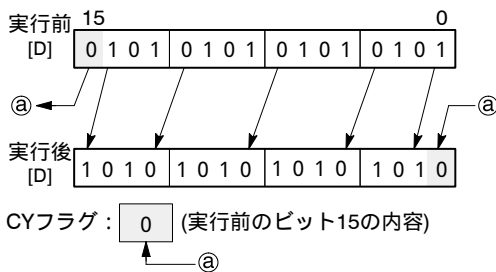 実行前 15 0
[D] 0 1 0 1 0 1 0 1 0 1 0 1 0 1 0 1
ⓐ ⓐ
実行後
[D] 1 0 1 0 1 0 1 0 1 0 1 0 1 0 1 0
CYフラグ： 0 (実行前のビット15の内容)
ⓐ